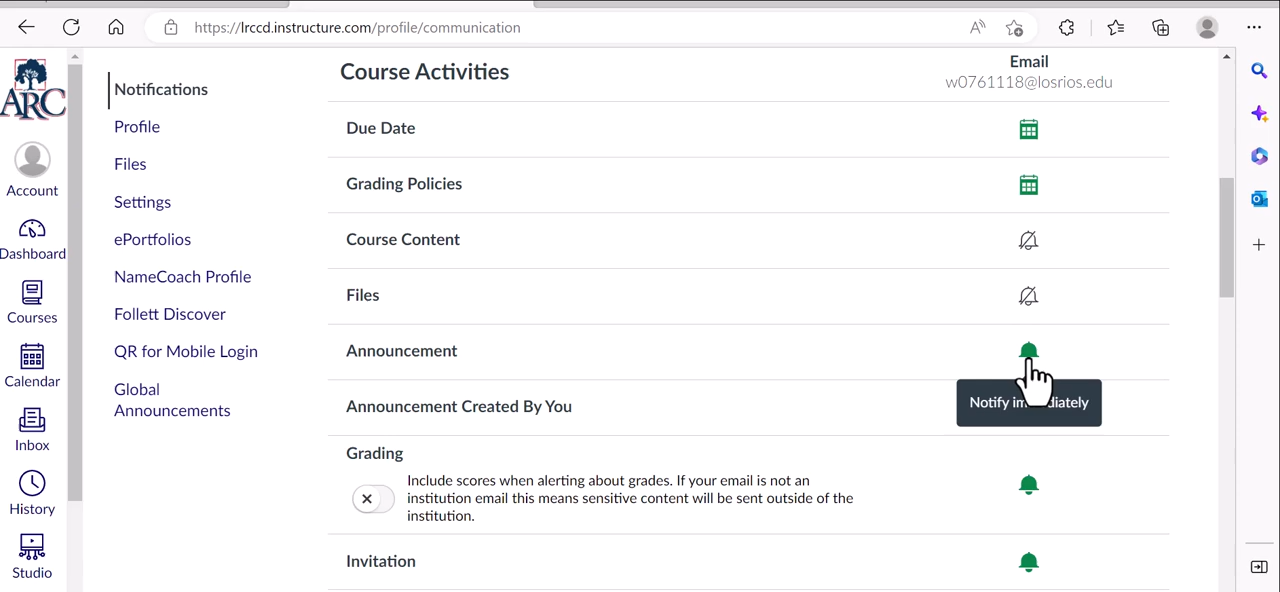 https://lrccd.instructure.com/profile/communication
ARC
Account
Dashboard
Courses
Calendar
Inbox
History
Studio
Notifications
Profile
Files
Settings
ePortfolios
NameCoach Profile
Follett Discover
QR for Mobile Login
Global
Announcements
Course Activities
Email
w0761118@losrios.edu
Due Date
Grading Policies
Course Content
Files
Announcement
Notify immediately
Announcement Created By You
Grading
Include scores when alerting about grades. If your email is not an
institution email this means sensitive content will be sent outside of the
institution.
Invitation